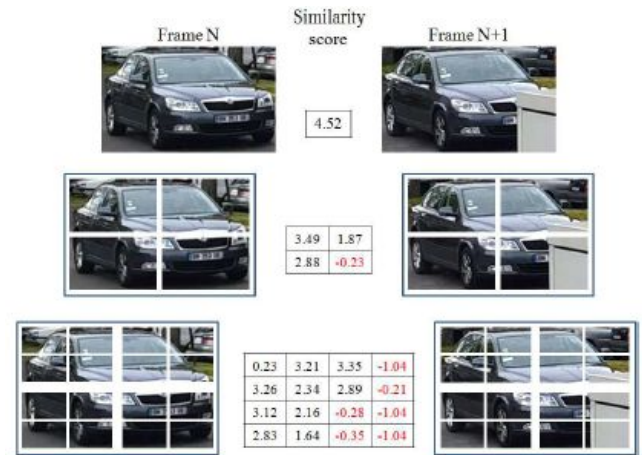 Similarity
score
Frame N
Frame N+1
4.52
3.49 1.87
2.88 -0.23
0.23 3.21 3.35 -1.04
3.26 2.34 2.89 -0.21
3.12 2.16 -0.28 -1.04
2.83 1.64 -0.35 -1.04